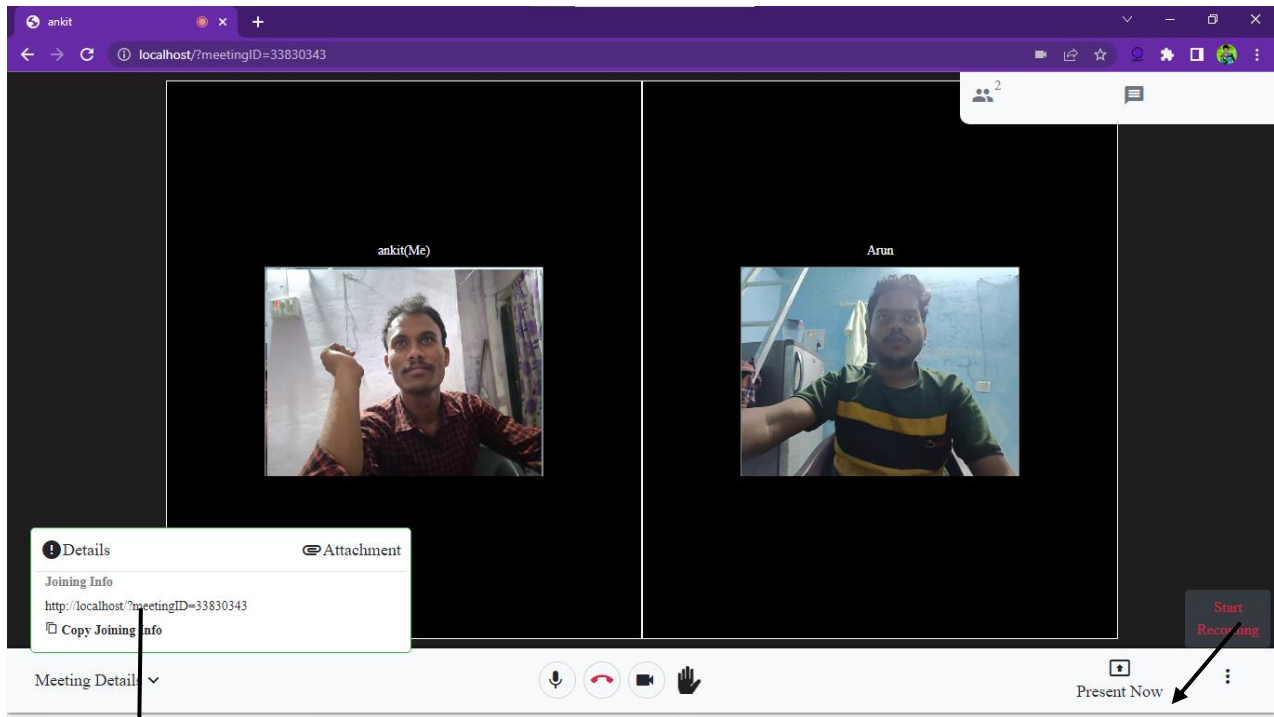 ankit
localhost/?meetingID=33830343
2
ankit(Me)
Arun
Details
Attachment
Joining Info
http://localhost/?meetingID=33830343
Copy Joining Info
Start
Recording
Meeting Details
Present Now